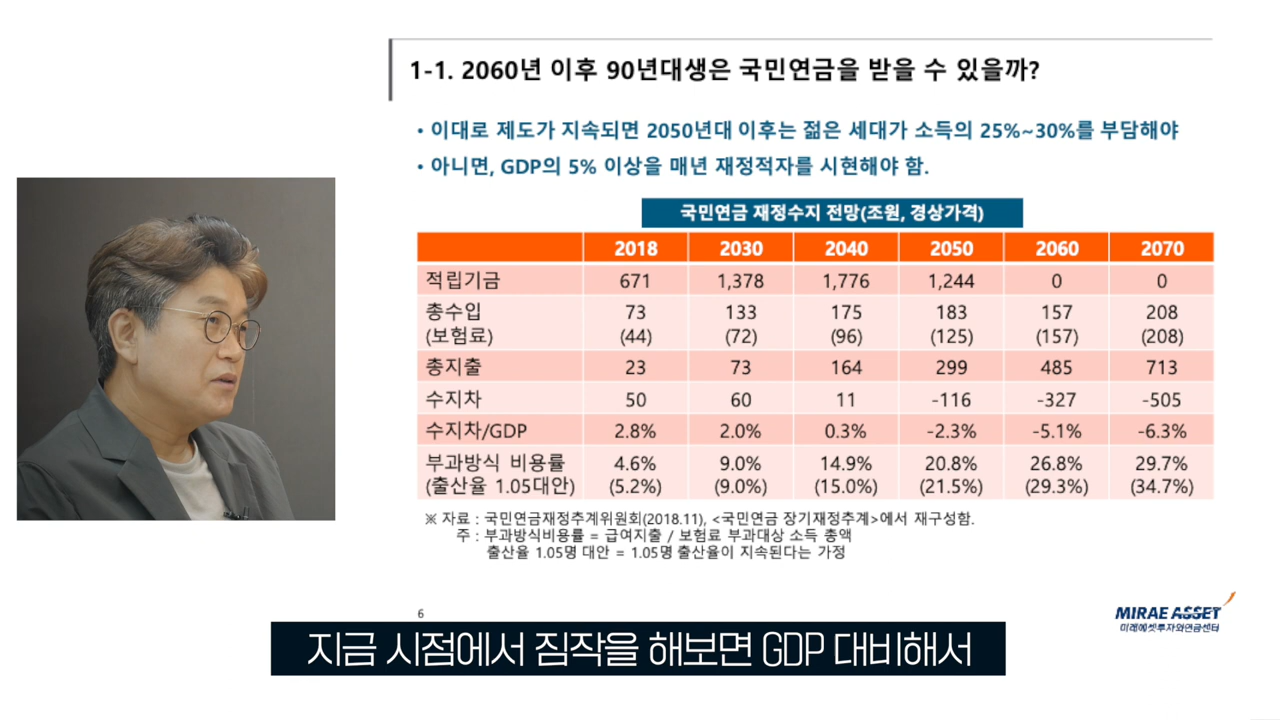 1-1. 2060년 이후 90년대생은 국민연금을 받을 수 있을까?
• 이대로 제도가 지속되면 2050년대 이후는 젊은 세대가 소득의 25%~30%를 부담해야
• 아니면, GDP의 5% 이상을 매년 재정적자를 시현해야 함.
국민연금 재정수지 전망(조원, 경상가격)
2018 2030 2040 2050 2060 2070
적립기금 671 1,378 1,776 1,244 0 0
총수입 73 133 175 183 157 208
(보험료) (44) (72) (96) (125) (157) (208)
총지출 23 73 164 299 485 713
수지차 50 60 11 -116 -327 -505
수지차/GDP 2.8% 2.0% 0.3% -2.3% -5.1% -6.3%
부과방식 비용률 4.6% 9.0% 14.9% 20.8% 26.8% 29.7%
(출산율 1.05대안) (5.2%) (9.0%) (15.0%) (21.5%) (29.3%) (34.7%)
※ 자료 : 국민연금재정추계위원회(2018.11), <국민연금 장기재정추계>에서 재구성함.
주 : 부과방식비용률 = 급여지출 / 보험료 부과대상 소득 총액
출산율 1.05명 대안 = 1.05명 출산율이 지속된다는 가정
6
MIRAE ASSET
미래에셋투자와연금센터
지금 시점에서 짐작을 해보면 GDP 대비해서